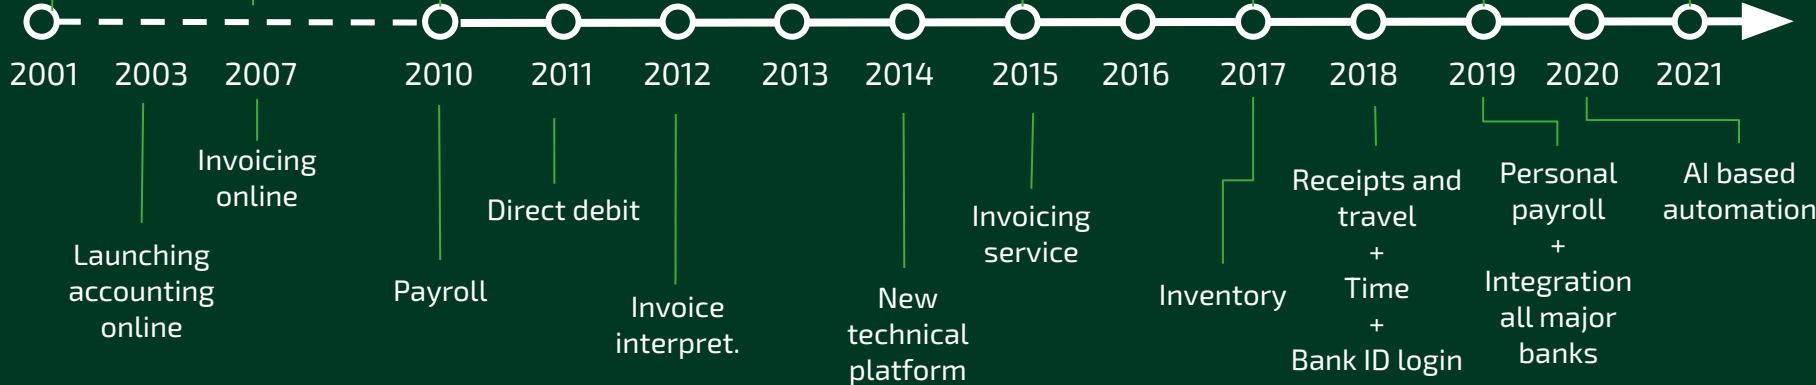 2001 2003 2007 2010 2011 2012 2013 2014 2015 2016 2017 2018 2019 2020 2021
Launching
accounting
online
Invoicing
online
Payroll
Direct debit
Invoice
interpret.
New
technical
platform
Invoicing
service
Inventory
Receipts and
travel
+
Time
+
Bank ID login
Personal
payroll
+
Integration
all major
banks
AI based
automation